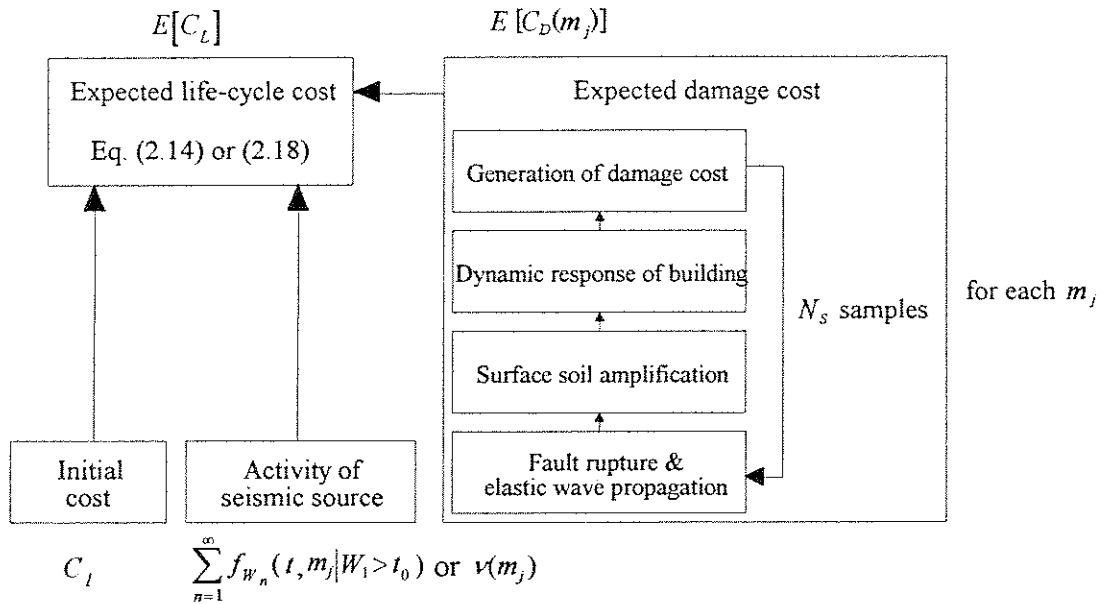 E[C_L]
E[C_D(m_j)]
Expected life-cycle cost
Eq. (2.14) or (2.18)
Expected damage cost
Generation of damage cost
Dynamic response of building
Surface soil amplification
Fault rupture &
elastic wave propagation
N_S samples
for each m_j
Initial
cost
Activity of
seismic source
C_I
\sum_{n=1}^{\infty} f_{W_n}(t, m_j|W_1>t_0) or ν(m_j)